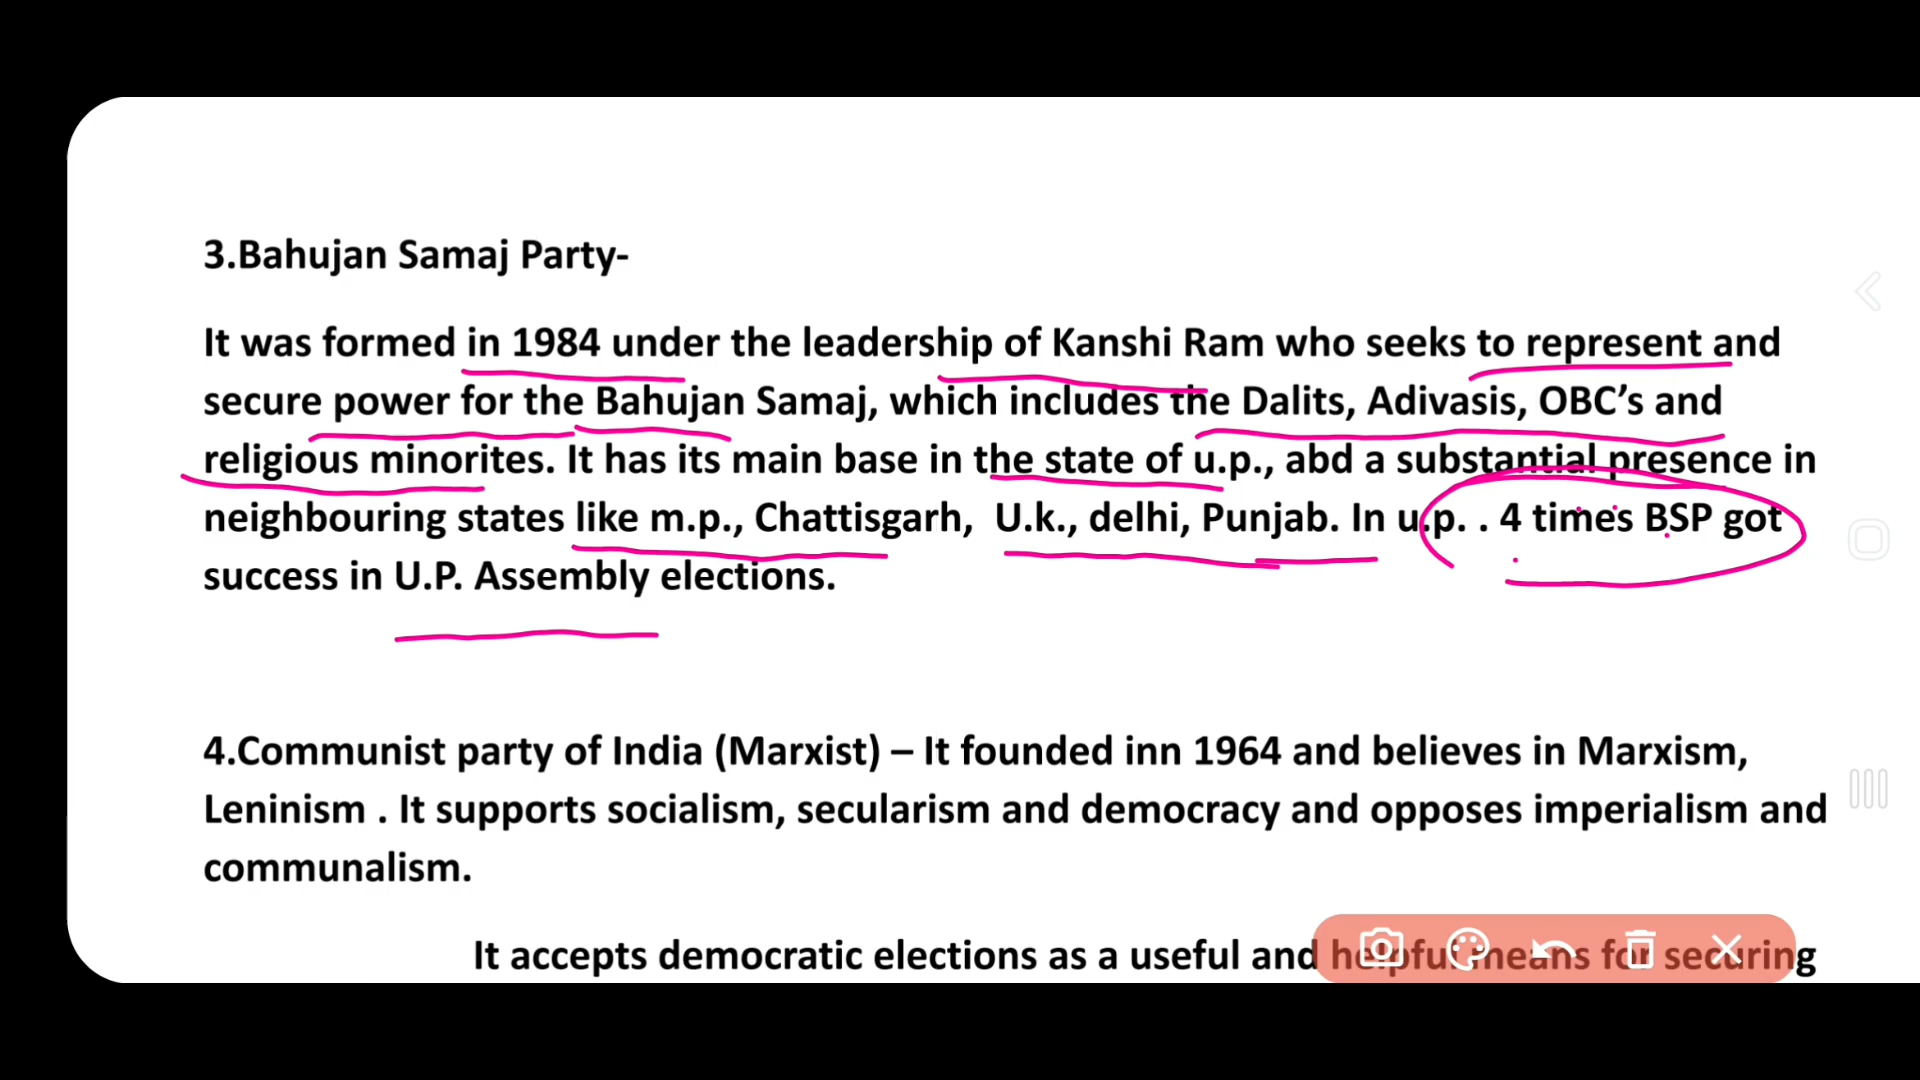 3.Bahujan Samaj Party-
It was formed in 1984 under the leadership of Kanshi Ram who seeks to represent and
secure power for the Bahujan Samaj, which includes the Dalits, Adivasis, OBC’s and
religious minorites. It has its main base in the state of u.p., abd a substantial presence in
neighbouring states like m.p., Chattisgarh,  U.k., delhi, Punjab. In u.p. . 4 times BSP got
success in U.P. Assembly elections.
4.Communist party of India (Marxist) – It founded inn 1964 and believes in Marxism,
Leninism . It supports socialism, secularism and democracy and opposes imperialism and
communalism.
It accepts democratic elections as a useful and helpful means for securing